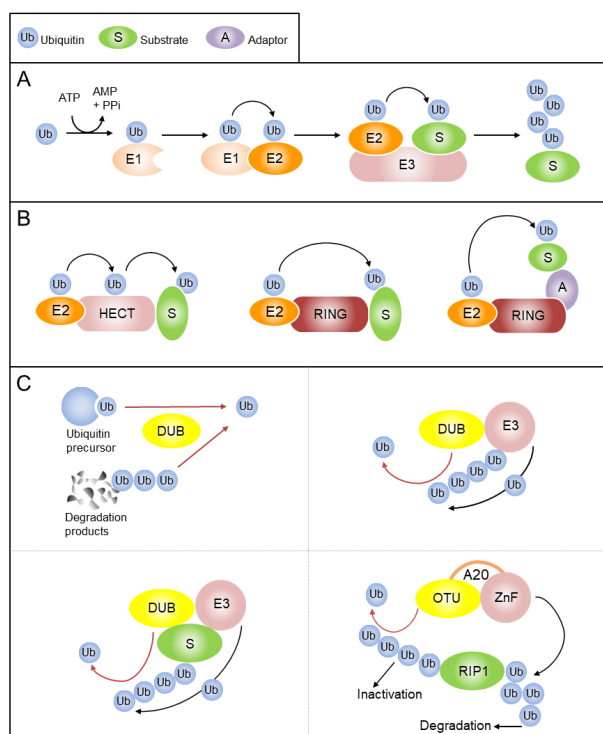 Ub Ubiquitin S Substrate A Adaptor
A
ATP AMP
+ PPi
Ub Ub Ub Ub Ub Ub Ub Ub Ub Ub
E1 E1 E2 E2 S E3 S
B
Ub Ub Ub Ub Ub Ub Ub
S
A
E2 HECT S E2 RING S E2 RING
C
Ub Ub
DUB
Ubiquitin
precursor
Ub Ub Ub
Degradation
products
DUB E3
Ub
Ub Ub Ub Ub Ub
DUB E3
S
Ub
Ub Ub Ub Ub Ub
A20
OTU ZnF
Ub
Ub Ub Ub Ub RIP1 Ub
Ub Ub
Ub
Inactivation
Degradation